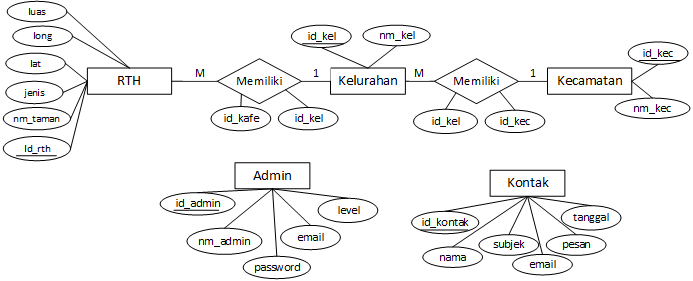 luas
long
lat
jenis
nm_taman
Id_rth
RTH
M
Memiliki
1
id_kafe
id_kel
id_kel
nm_kel
Kelurahan
M
Memiliki
1
id_kel
id_kec
Kecamatan
id_kec
nm_kec
Admin
id_admin
nm_admin
password
email
level
Kontak
id_kontak
nama
subjek
email
pesan
tanggal